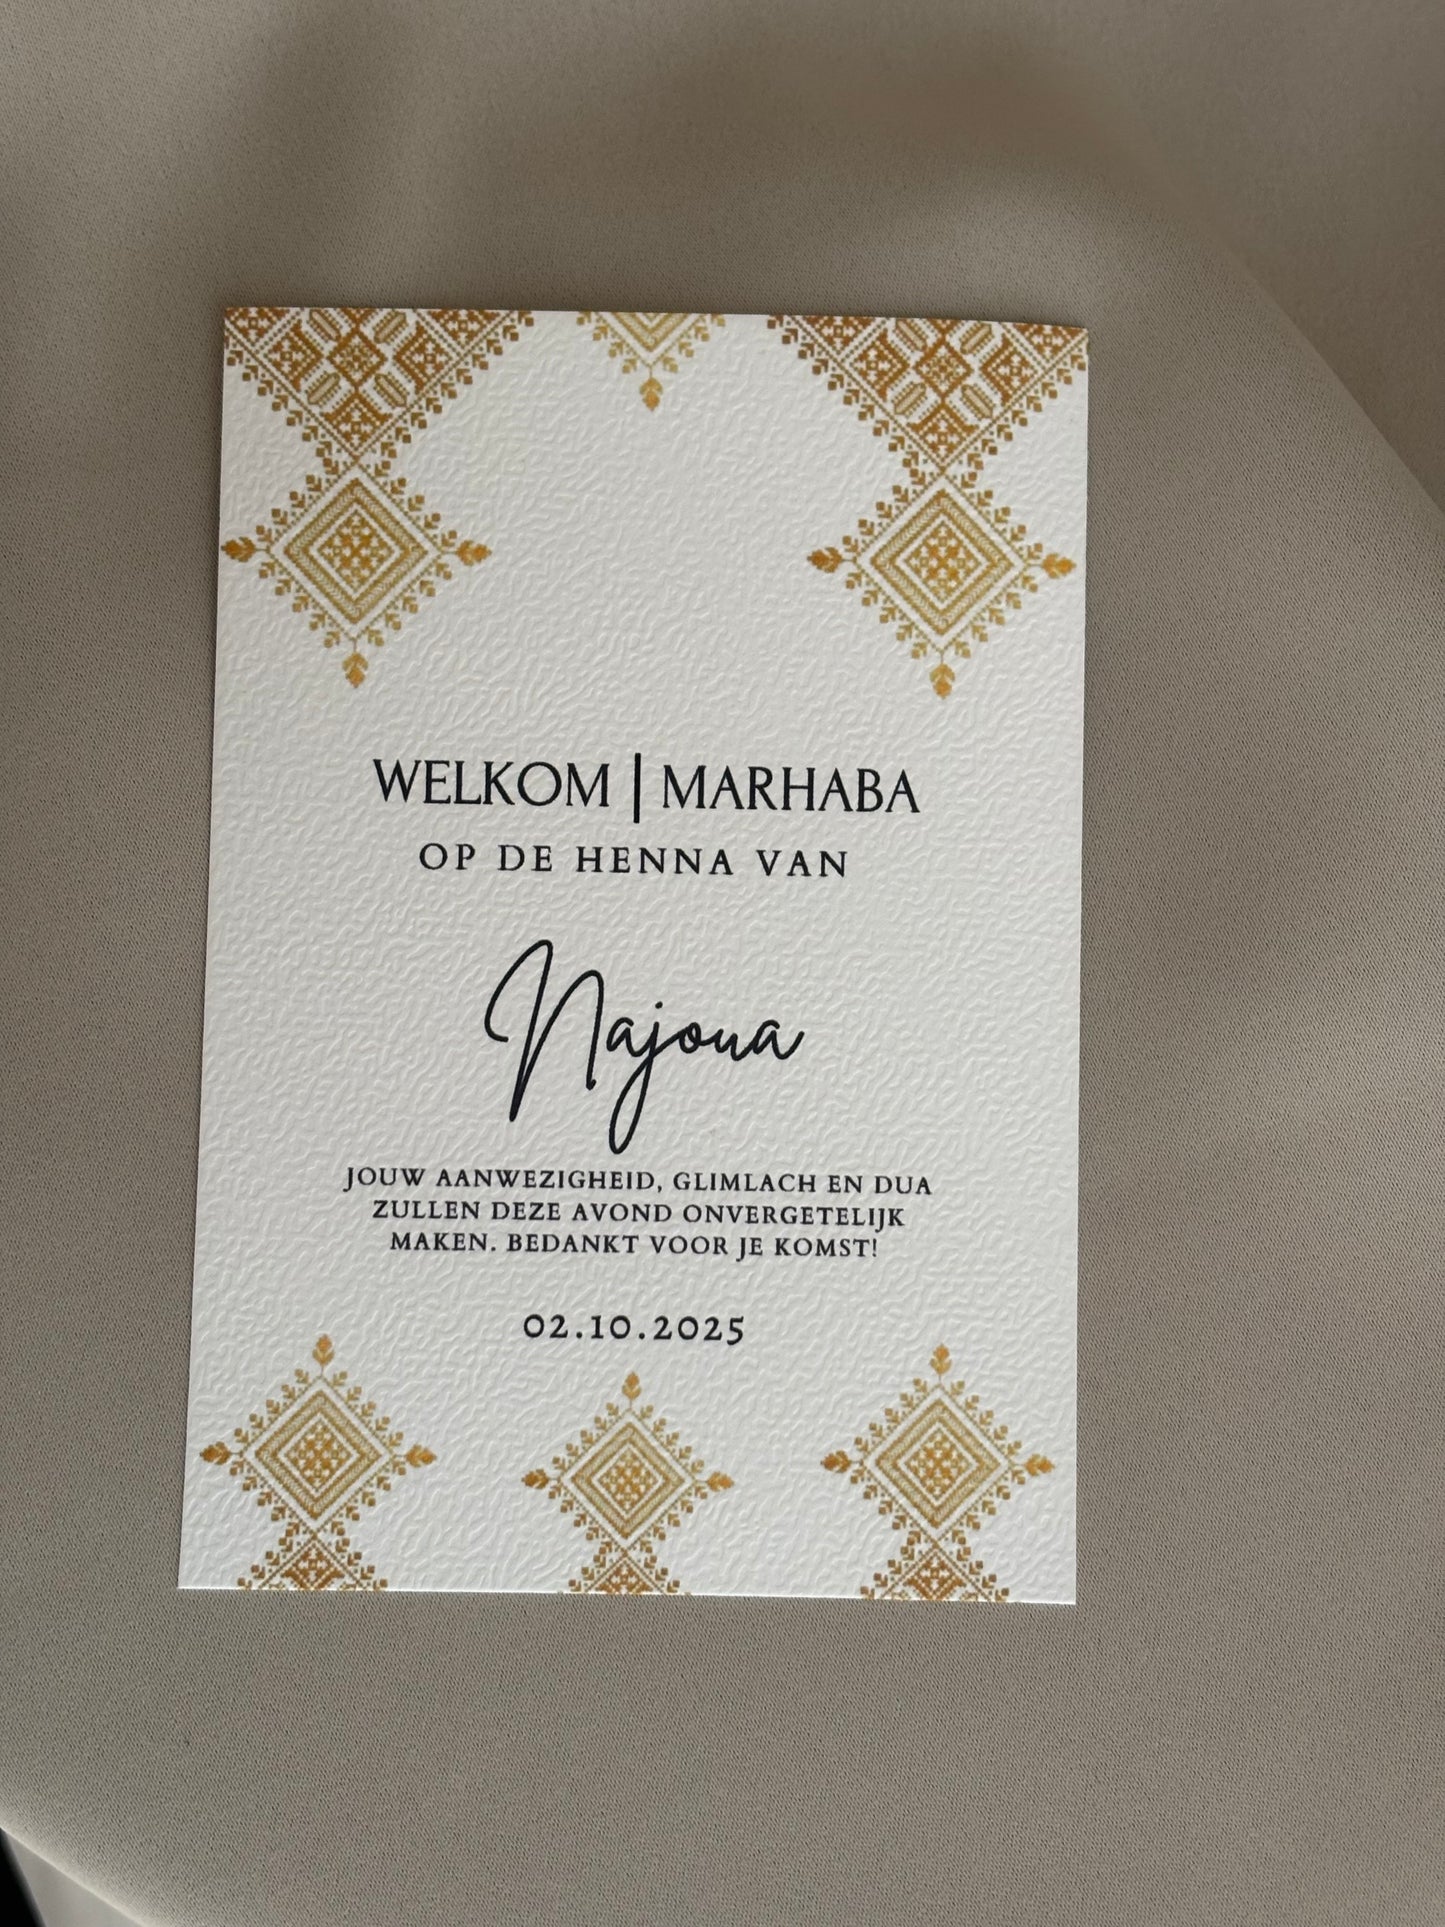 WELKOM | MARHABA
OP DE HENNA VAN
Najoua
JOUW AANWEZIGHEID, GLIMLACH EN DUA
ZULLEN DEZE AVOND ONVERGETELIJK
MAKEN. BEDANKT VOOR JE KOMST!
02.10.2025